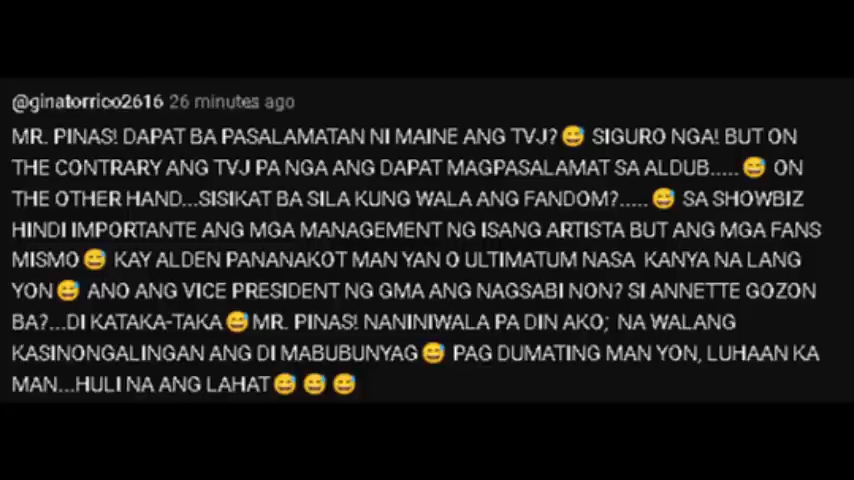 @ginatorrico2616 26 minutes ago
MR. PINAS! DAPAT BA PASALAMATAN NI MAINE ANG TVJ?😅 SIGURO NGA! BUT ON
THE CONTRARY ANG TVJ PA NGA ANG DAPAT MAGPASALAMAT SA ALDUB.....😅 ON
THE OTHER HAND...SISIKAT BA SILA KUNG WALA ANG FANDOM?.....😅 SA SHOWBIZ
HINDI IMPORTANTE ANG MGA MANAGEMENT NG ISANG ARTISTA BUT ANG MGA FANS
MISMO😅 KAY ALDEN PANANAKOT MAN YAN O ULTIMATUM NASA KANYA NA LANG
YON😅 ANO ANG VICE PRESIDENT NG GMA ANG NAGSABI NON? SI ANNETTE GOZON
BA?...DI KATAKA-TAKA😅MR. PINAS! NANINIWALA PA DIN AKO; NA WALANG
KASINONGALINGAN ANG DI MABUBUNYAG😅 PAG DUMATING MAN YON, LUHAAN KA
MAN...HULI NA ANG LAHAT😅😅😅